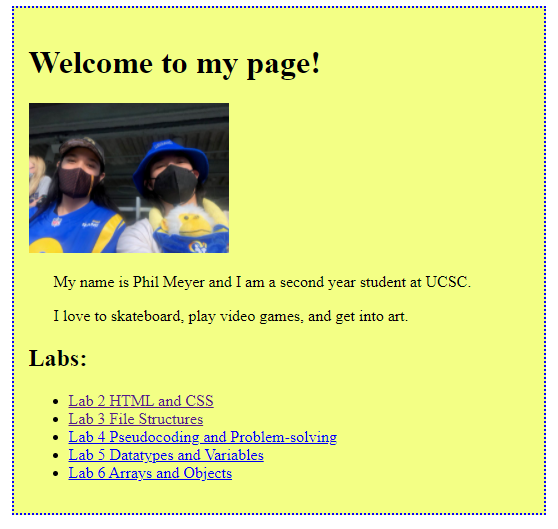 Welcome to my page!
My name is Phil Meyer and I am a second year student at UCSC.
I love to skateboard, play video games, and get into art.
Labs:
Lab 2 HTML and CSS
Lab 3 File Structures
Lab 4 Pseudocoding and Problem-solving
Lab 5 Datatypes and Variables
Lab 6 Arrays and Objects